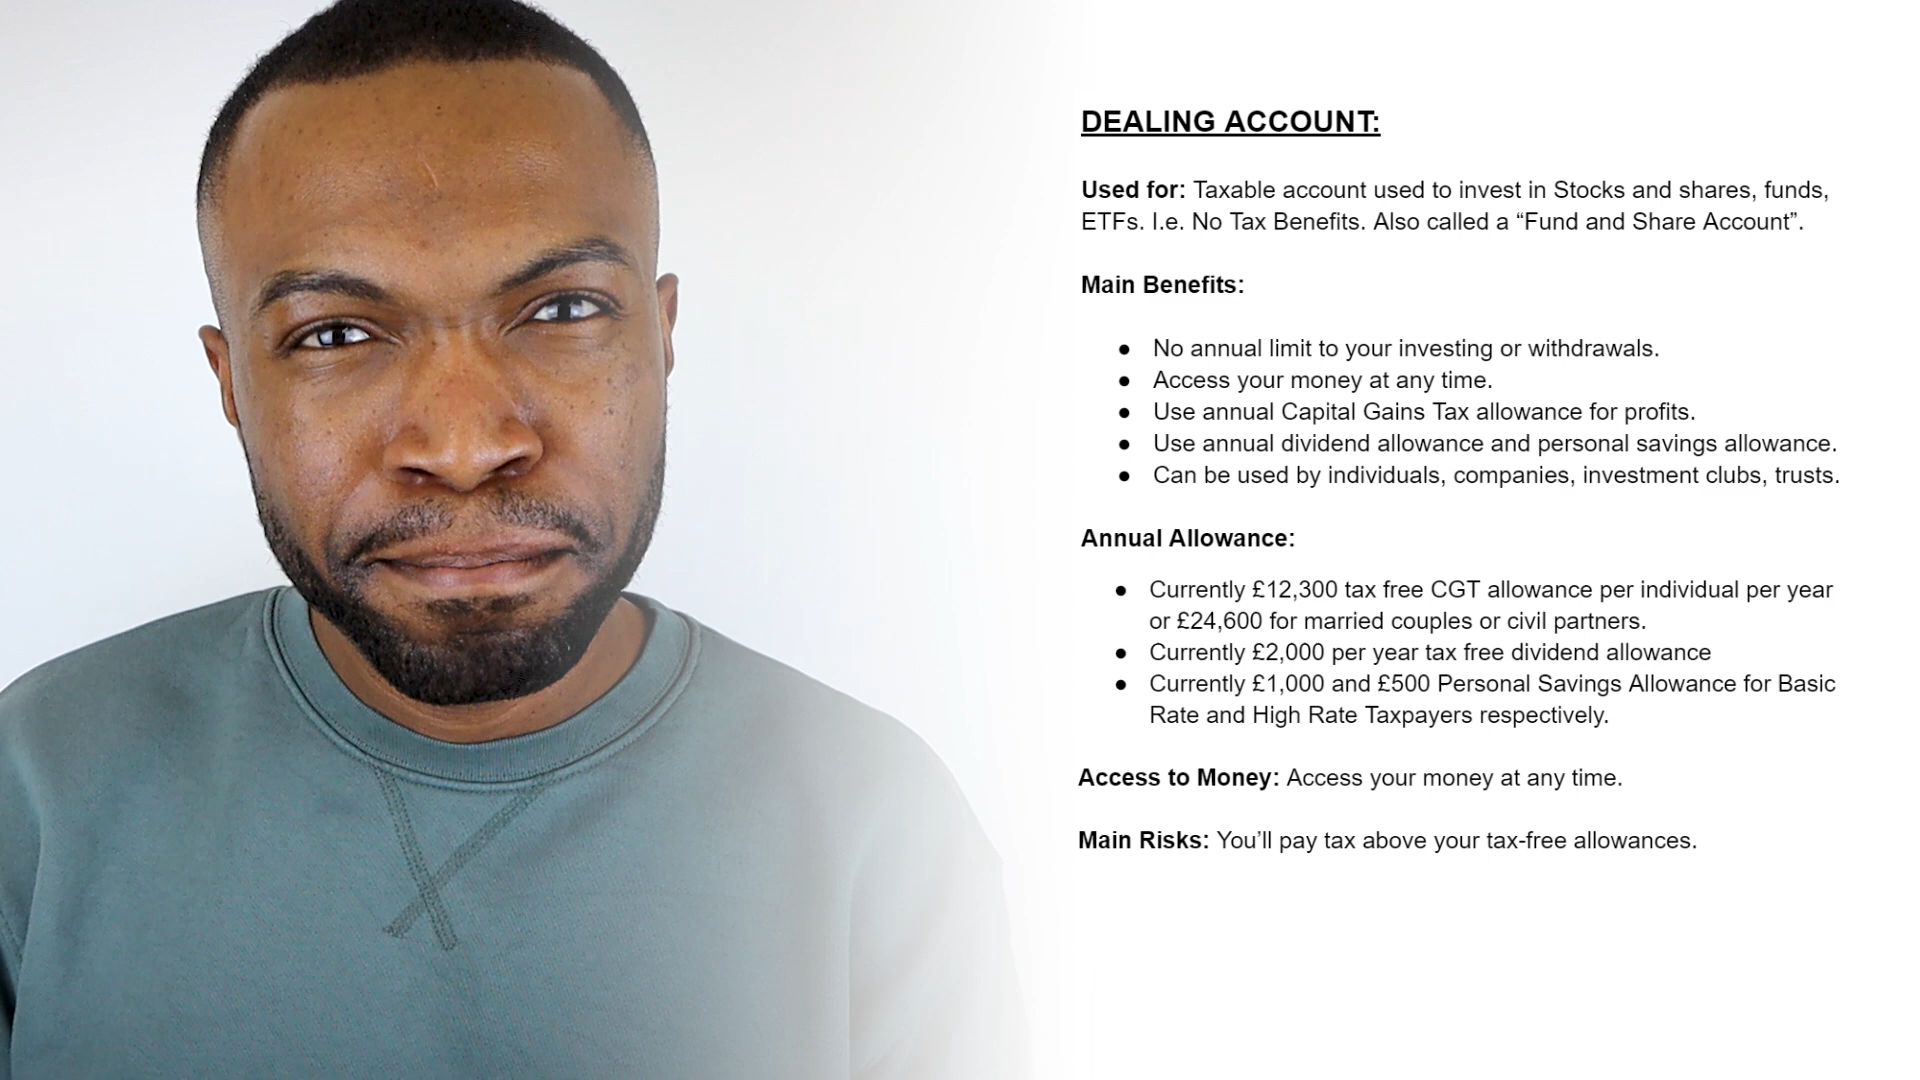 DEALING ACCOUNT:
Used for: Taxable account used to invest in Stocks and shares, funds,
ETFs. I.e. No Tax Benefits. Also called a “Fund and Share Account”.
Main Benefits:
● No annual limit to your investing or withdrawals.
● Access your money at any time.
● Use annual Capital Gains Tax allowance for profits.
● Use annual dividend allowance and personal savings allowance.
● Can be used by individuals, companies, investment clubs, trusts.
Annual Allowance:
● Currently £12,300 tax free CGT allowance per individual per year
or £24,600 for married couples or civil partners.
● Currently £2,000 per year tax free dividend allowance
● Currently £1,000 and £500 Personal Savings Allowance for Basic
Rate and High Rate Taxpayers respectively.
Access to Money: Access your money at any time.
Main Risks: You’ll pay tax above your tax-free allowances.